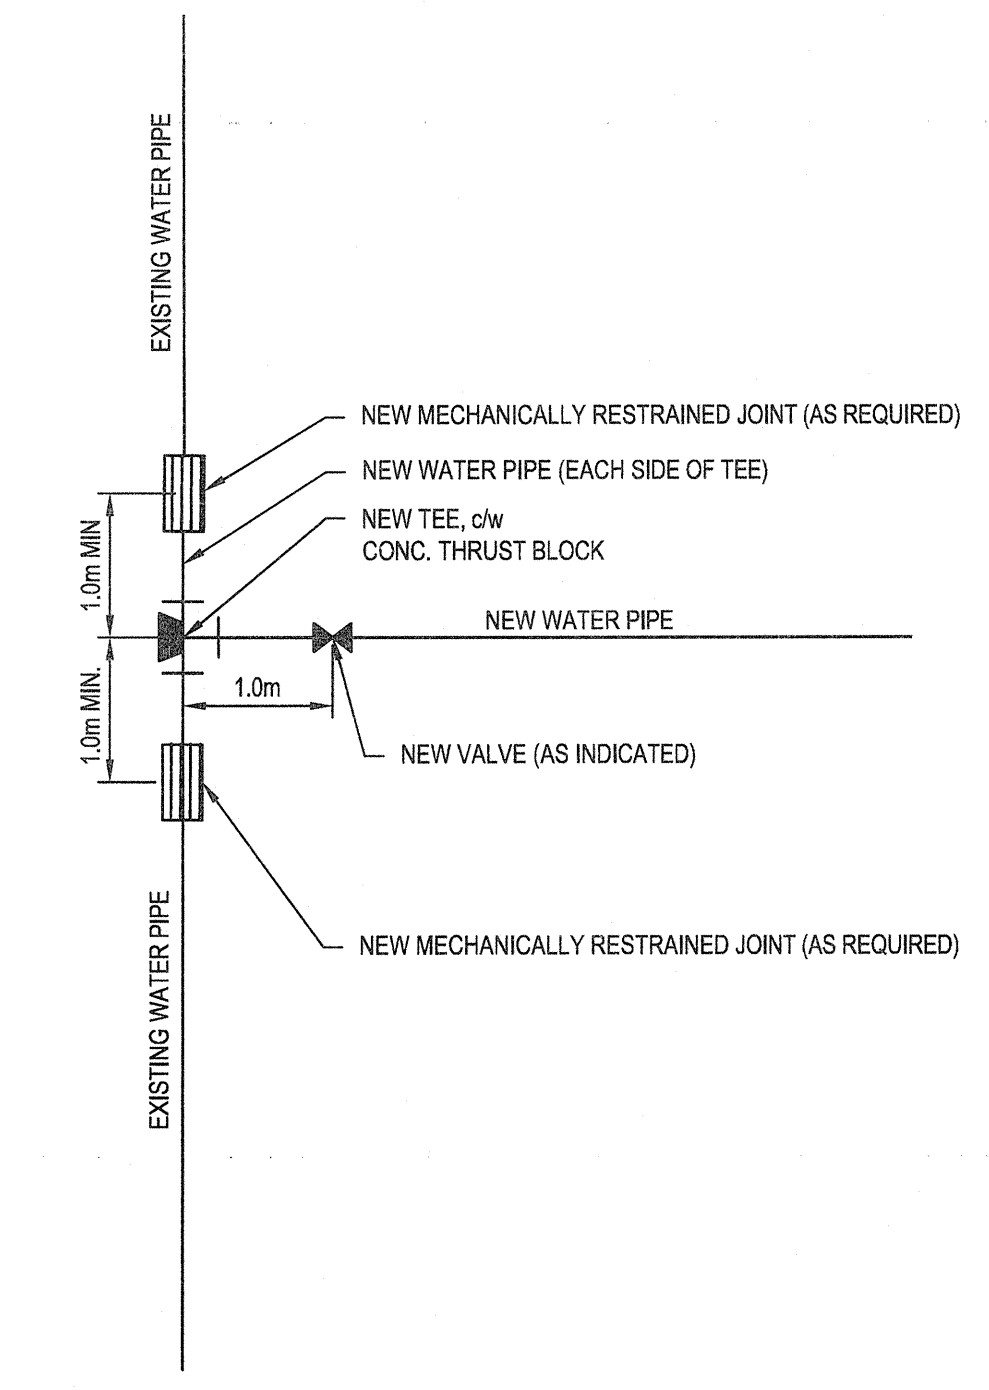 EXISTING WATER PIPE
NEW MECHANICALLY RESTRAINED JOINT (AS REQUIRED)
NEW WATER PIPE (EACH SIDE OF TEE)
NEW TEE, c/w
CONC. THRUST BLOCK
1.0m MIN
NEW WATER PIPE
1.0m MIN.
1.0m
NEW VALVE (AS INDICATED)
NEW MECHANICALLY RESTRAINED JOINT (AS REQUIRED)
EXISTING WATER PIPE